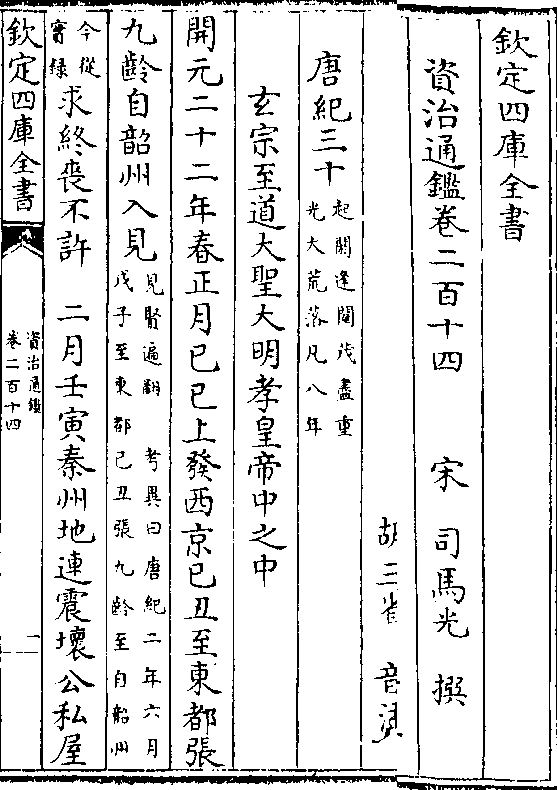 欽定四庫全書
資治通鑑卷二百十四　宋　司馬光　撰
胡三省　音注
唐紀三十起閼逢閹茂盡重
光大荒落凡八年
玄宗至道大聖大明孝皇帝中之中
開元二十二年春正月己巳上發西京己丑至東都張
九齡自韶州入見見賢遍翻　考異曰唐紀二年六月
戊子至東都己丑張九齡至自韶州
今從
實錄求終喪不許　二月壬寅秦州地連震壞公私屋
欽定四庫全書
資治通鑑
卷二百十四
一